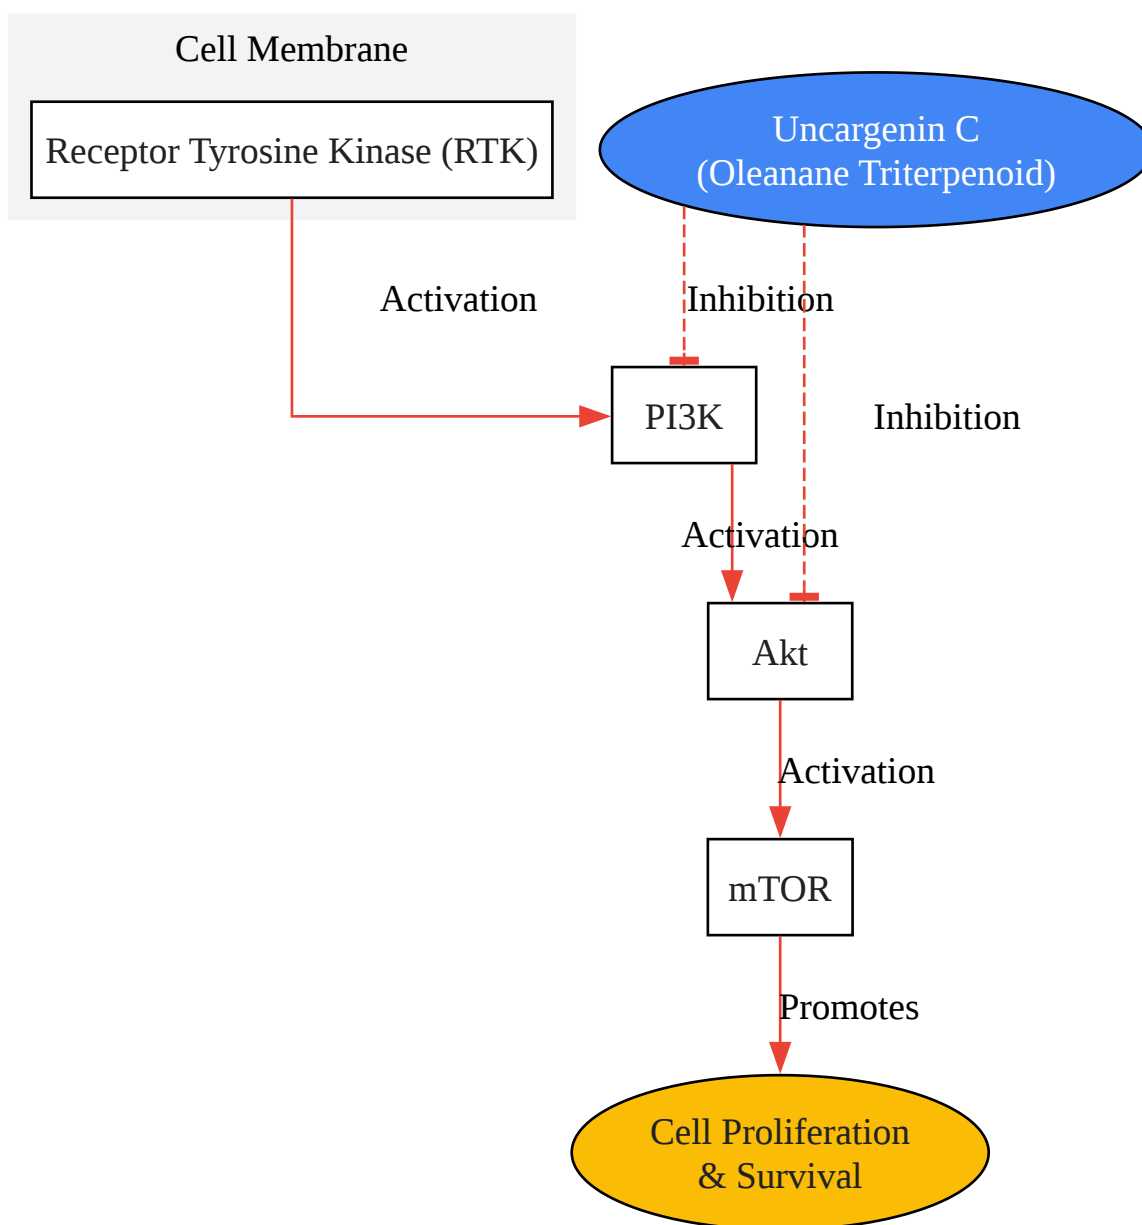 Cell Membrane
Receptor Tyrosine Kinase (RTK)
Uncargenin C
(Oleanane Triterpenoid)
Activation
Inhibition
PI3K
Inhibition
Activation
Akt
Activation
mTOR
Promotes
Cell Proliferation
& Survival